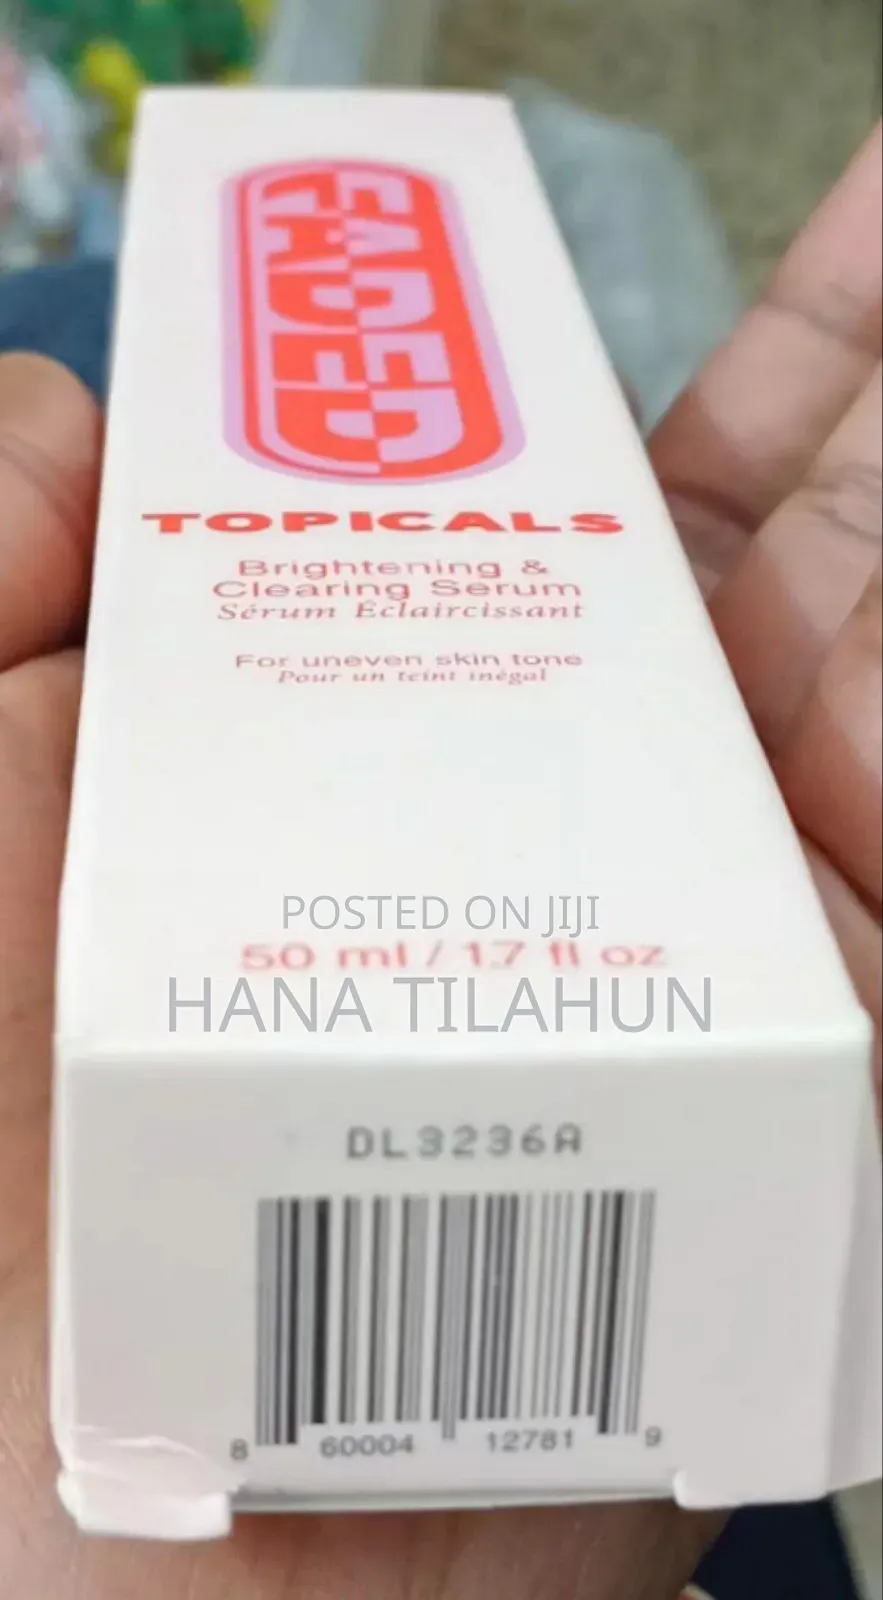 FADED
TOPICALS
Brightening &
Clearing Serum
Sérum Éclaircissant
For uneven skin tone
Pour un teint inégal
POSTED ON JIJI
50 ml / 1.7 fl oz
HANA TILAHUN
DL3236A
8 60004 12781 9